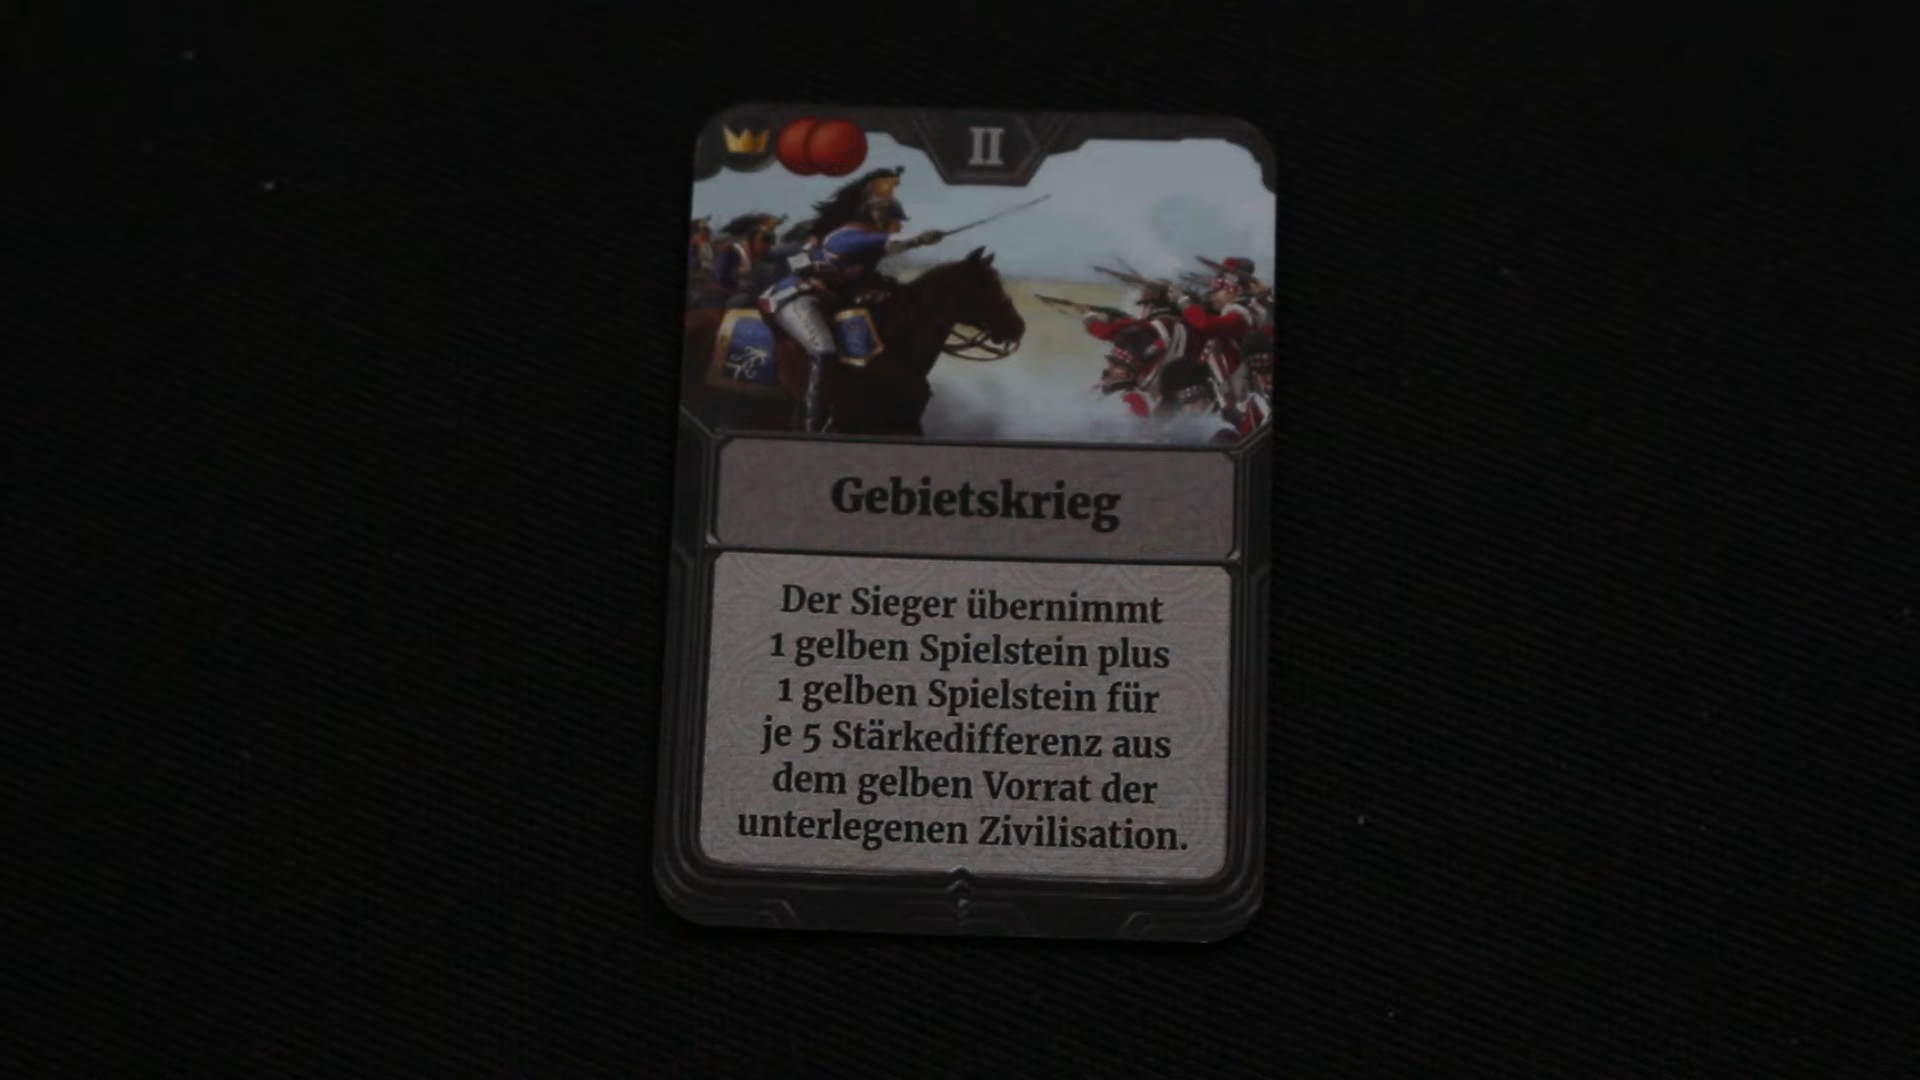 II
Gebietskrieg
Der Sieger übernimmt
1 gelben Spielstein plus
1 gelben Spielstein für
je 5 Stärkedifferenz aus
dem gelben Vorrat der
unterlegenen Zivilisation.